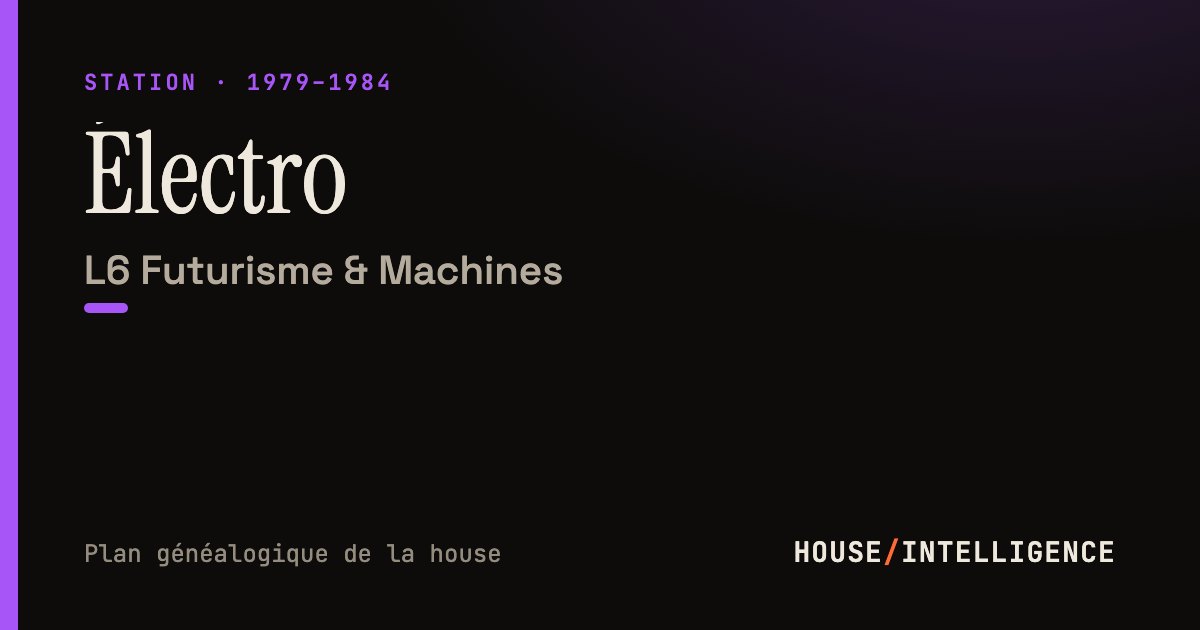 STATION · 1979–1984
Électro
L6 Futurisme & Machines
Plan généalogique de la house
HOUSE/INTELLIGENCE